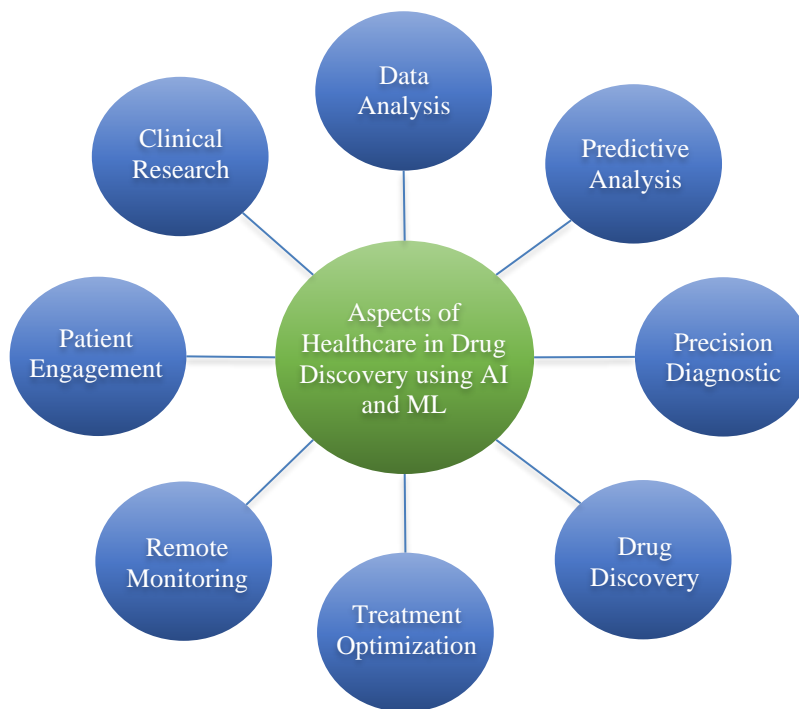 Data
Analysis
Predictive
Analysis
Precision
Diagnostic
Drug
Discovery
Treatment
Optimization
Remote
Monitoring
Patient
Engagement
Clinical
Research
Aspects of
Healthcare in Drug
Discovery using AI
and ML